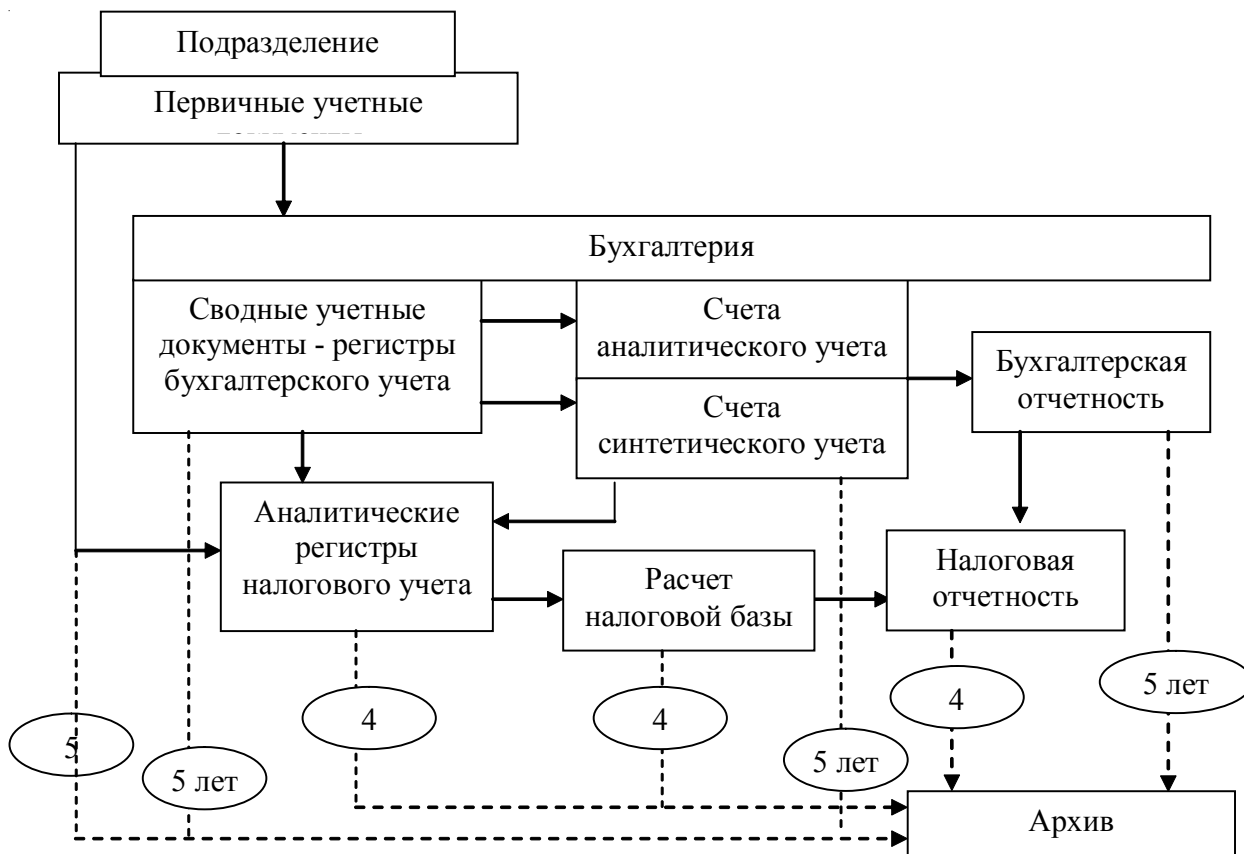 Подразделение
Первичные учетные
Бухгалтерия
Сводные учетные
документы - регистры
бухгалтерского учета
Счета
аналитического учета
Счета
синтетического учета
Бухгалтерская
отчетность
Аналитические
регистры
налогового учета
Расчет
налоговой базы
Налоговая
отчетность
5
5 лет
4
4
5 лет
4
5 лет
Архив